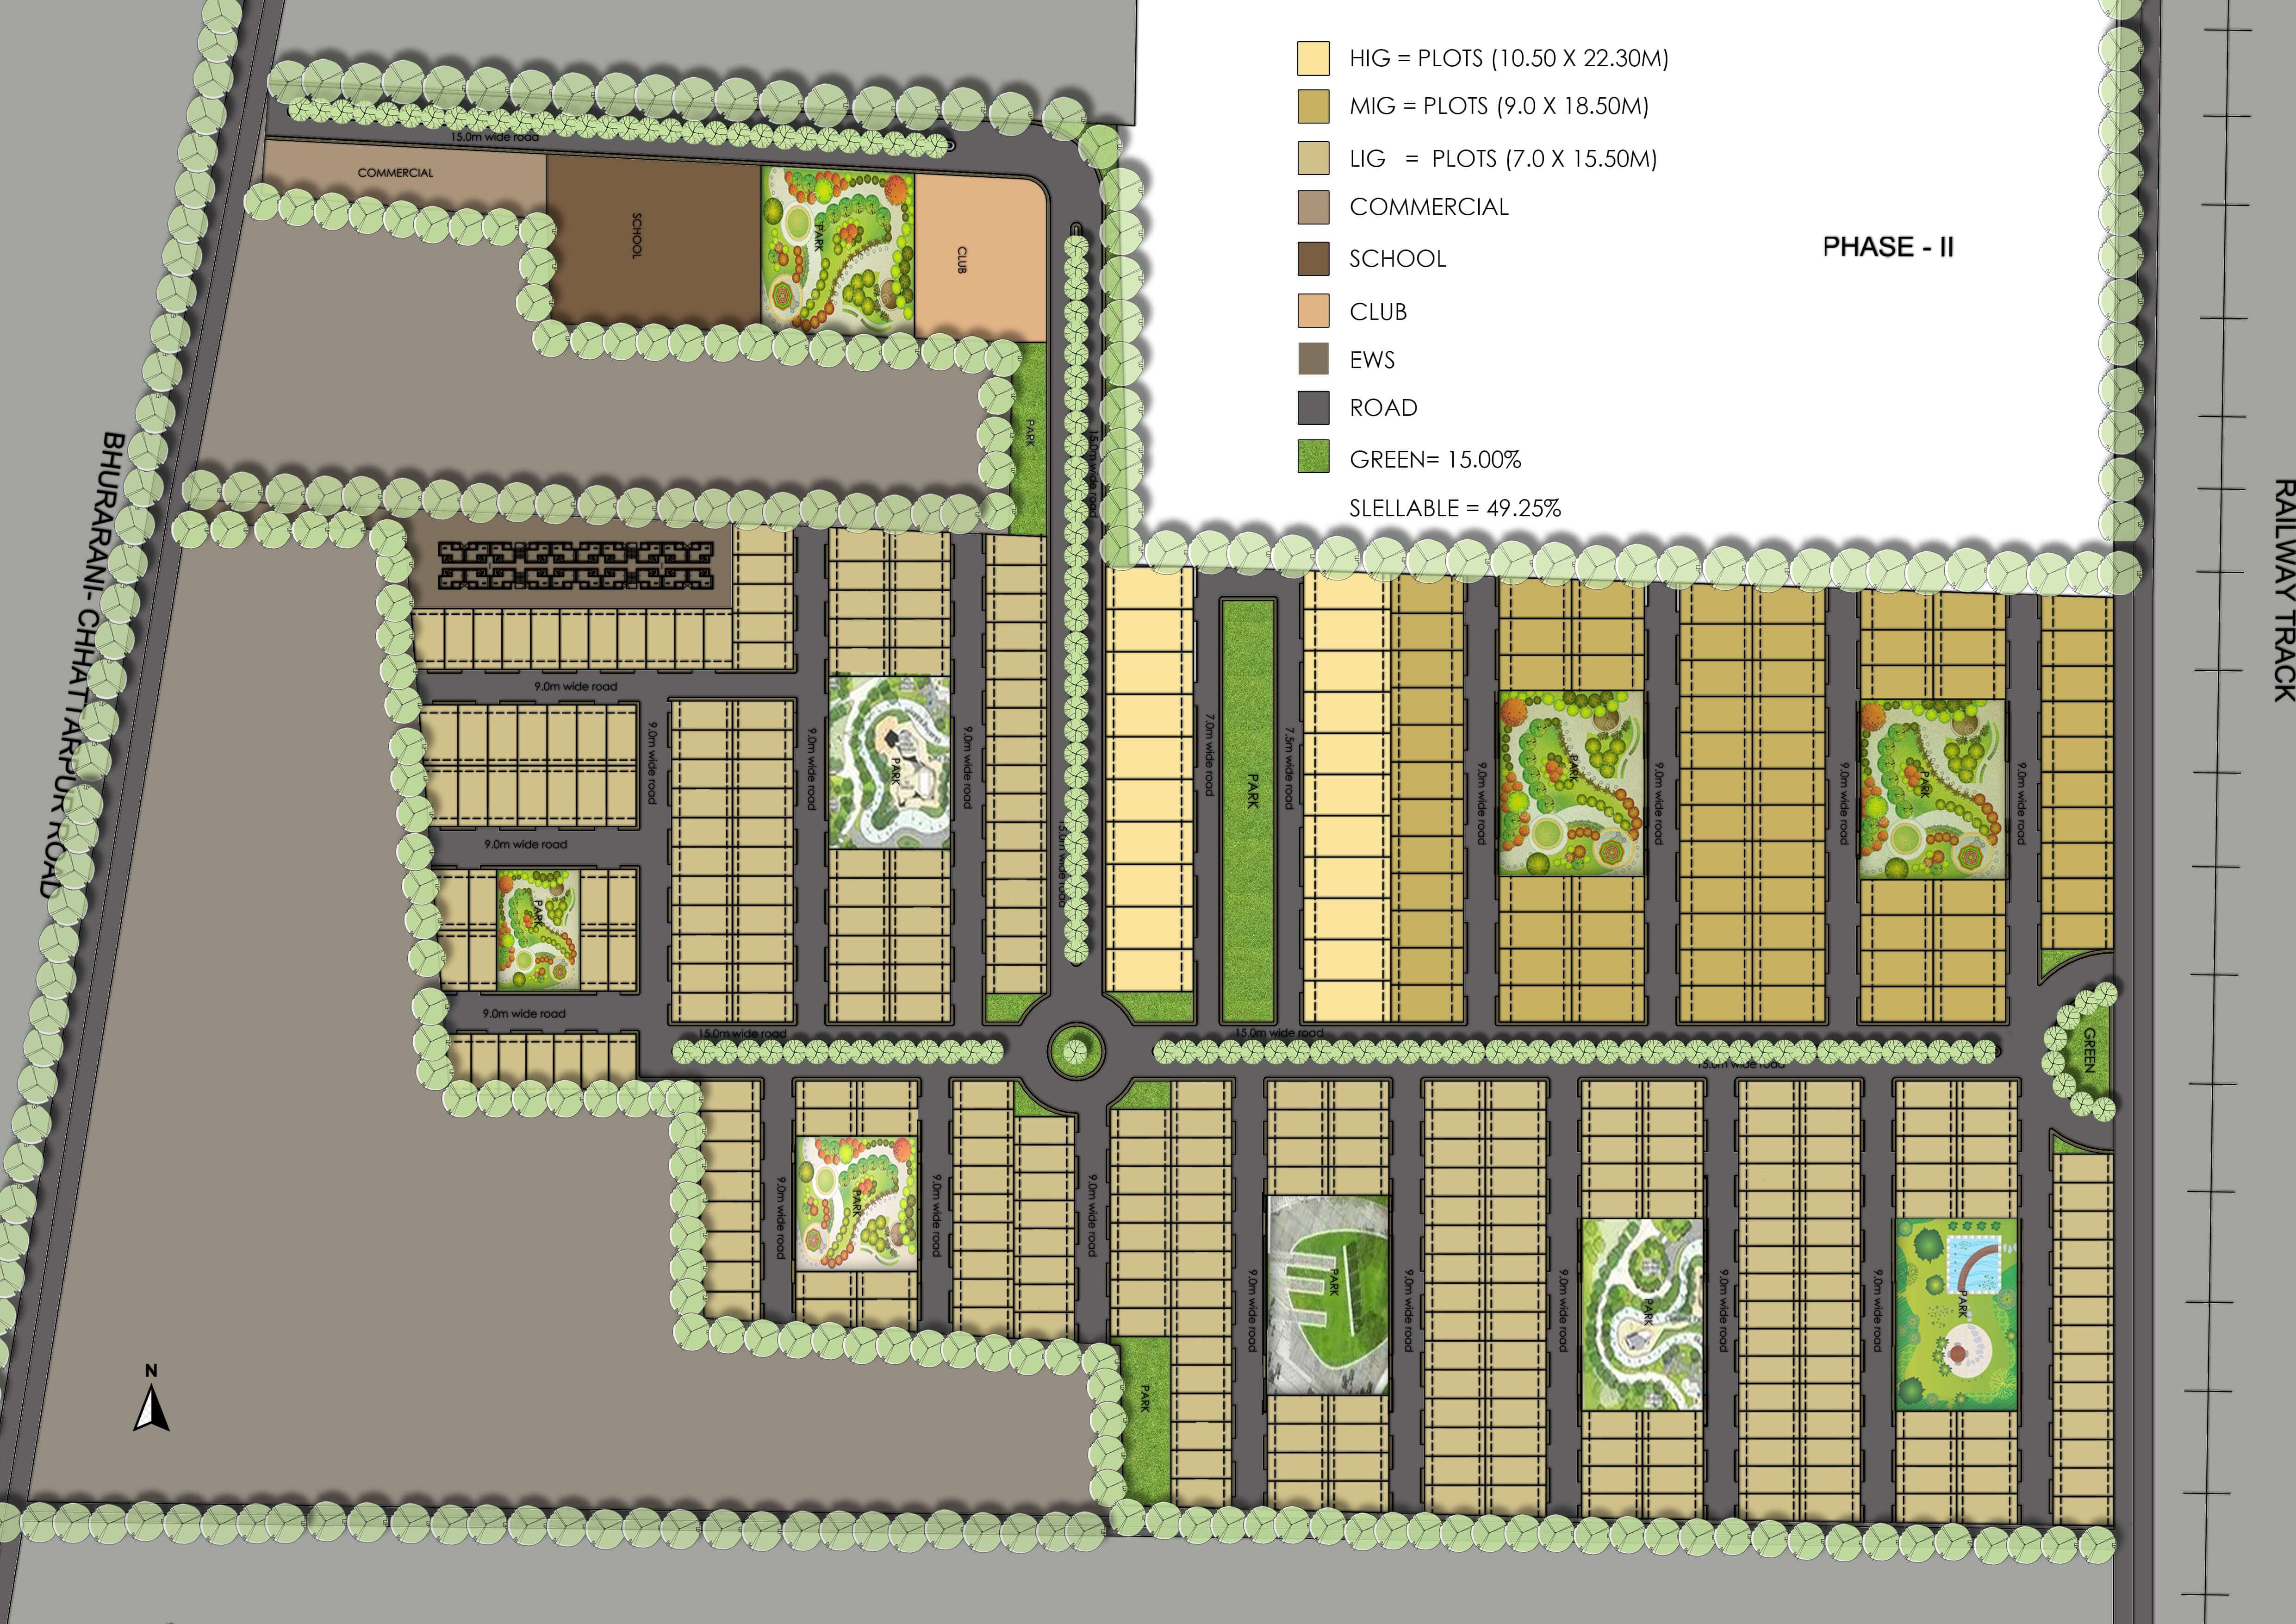 HIG = PLOTS (10.50 X 22.30M)
MIG = PLOTS (9.0 X 18.50M)
LIG = PLOTS (7.0 X 15.50M)
COMMERCIAL
SCHOOL
CLUB
EWS
ROAD
GREEN= 15.00%
SLELLABLE = 49.25%
PHASE - II
RAILWAY TRACK
BHURARANI- CHHATTARPUR ROAD
15.0m wide road
COMMERCIAL
SCHOOL
PARK
CLUB
PARK
15.0m wide road
9.0m wide road
9.0m wide road
9.0m wide road
PARK
9.0m wide road
15.0m wide road
7.0m wide road
PARK
7.5m wide road
9.0m wide road
PARK
9.0m wide road
9.0m wide road
PARK
9.0m wide road
9.0m wide road
PARK
9.0m wide road
15.0m wide road
15.0m wide road
15.0m wide road
GREEN
9.0m wide road
PARK
9.0m wide road
9.0m wide road
9.0m wide road
PARK
9.0m wide road
9.0m wide road
PARK
9.0m wide road
9.0m wide road
PARK
PARK
N